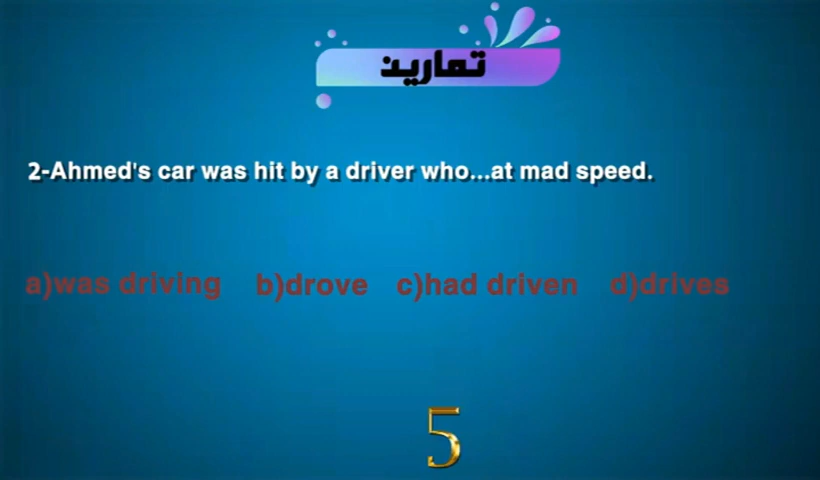 تمارين
2-Ahmed's car was hit by a driver who...at mad speed.
a)was driving b)drove c)had driven d)drives
5